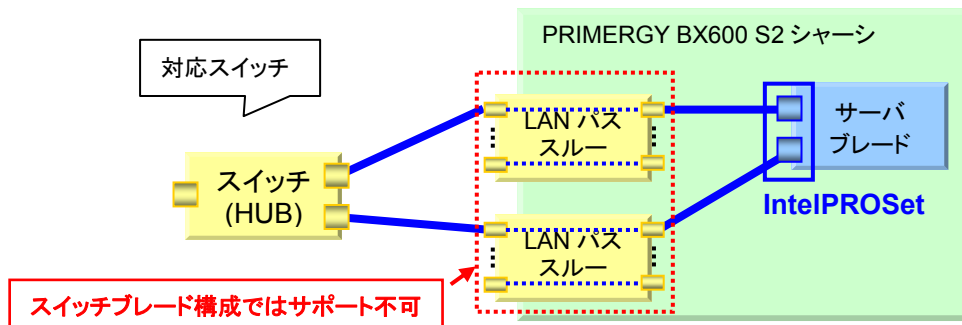 PRIMERGY BX600 S2 シャーシ
対応スイッチ
LAN パス
スルー
サーバ
ブレード
スイッチ
(HUB)
IntelPROSet
LAN パス
スルー
スイッチブレード構成ではサポート不可